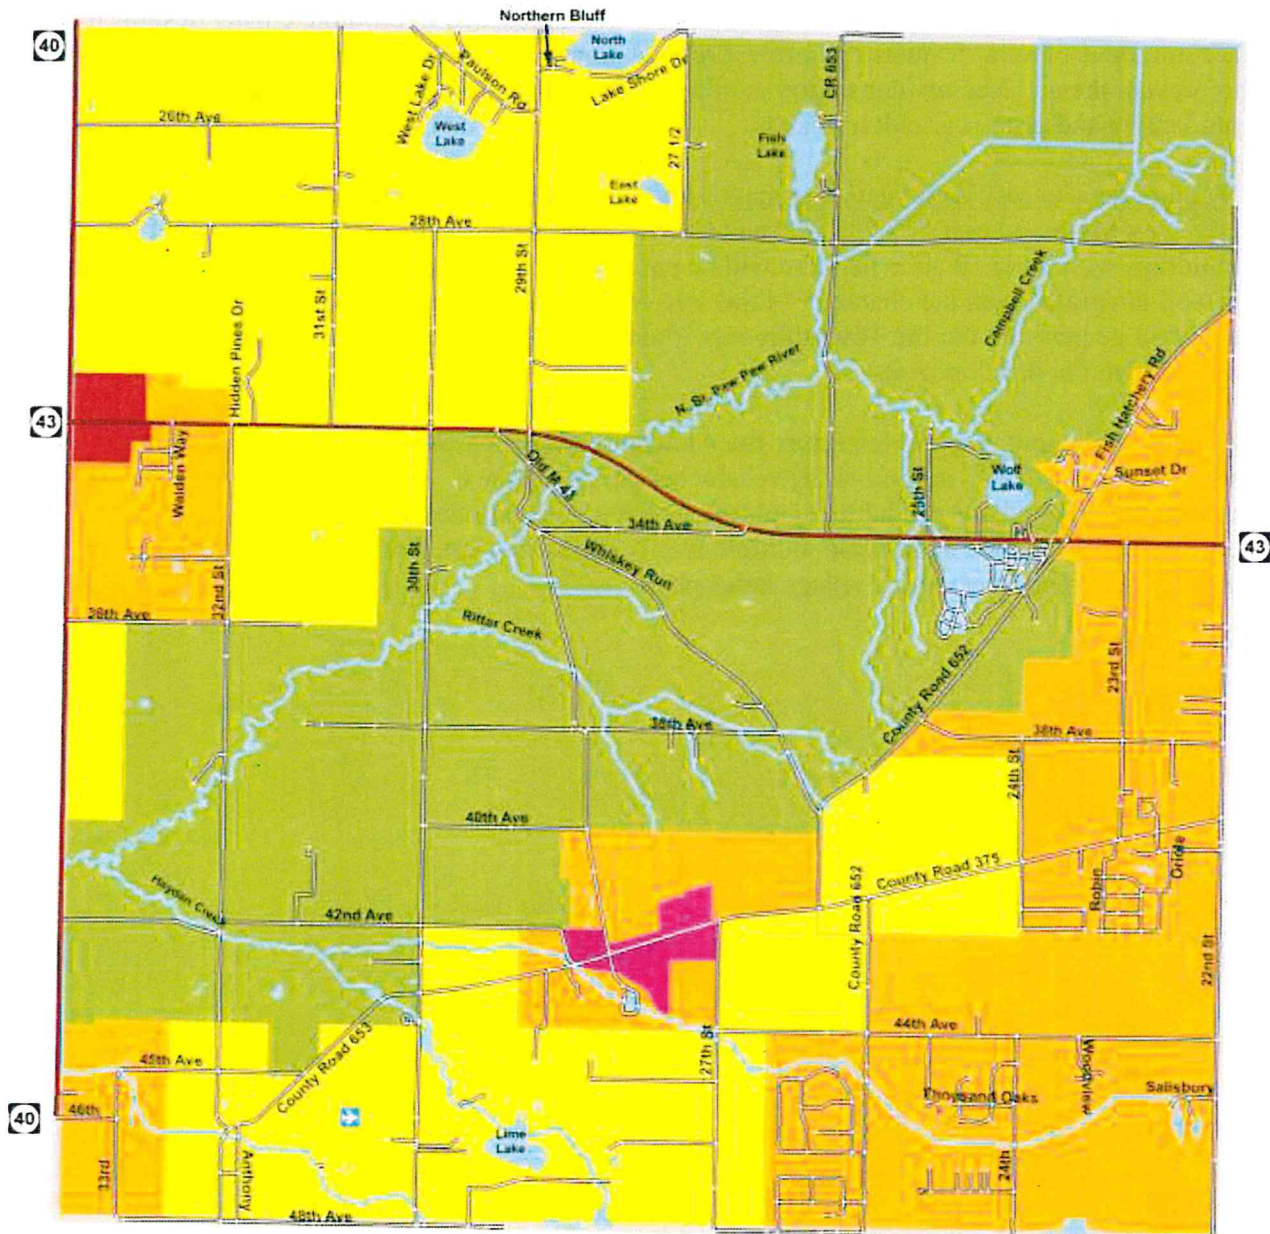 Northern Bluff
40
North
Lake
West Lake Dr
Paulson Rd
Lake Shore Dr
CR 653
26th Ave
West
Lake
27 1/2
Fish
Lake
East
Lake
28th Ave
29th St
31st St
Hidden Pines Dr
Campbell Creek
N. Br. Paw Paw River
Fish Hatchery Rd
43
Walden Way
Old M 43
25th St
Wolf
Lake
Sunset Dr
34th Ave
43
Whiskey Run
30th St
32nd St
36th Ave
Ritter Creek
County Road 652
23rd St
38th Ave
38th Ave
24th St
40th Ave
County Road 375
Robin
Oriole
Hayden Creek
42nd Ave
County Road 652
22nd St
44th Ave
45th Ave
County Road 653
27th St
Woodview
Thousand Oaks
Salisbury
40
46th
Lime
Lake
33rd
Anthony
24th
48th Ave